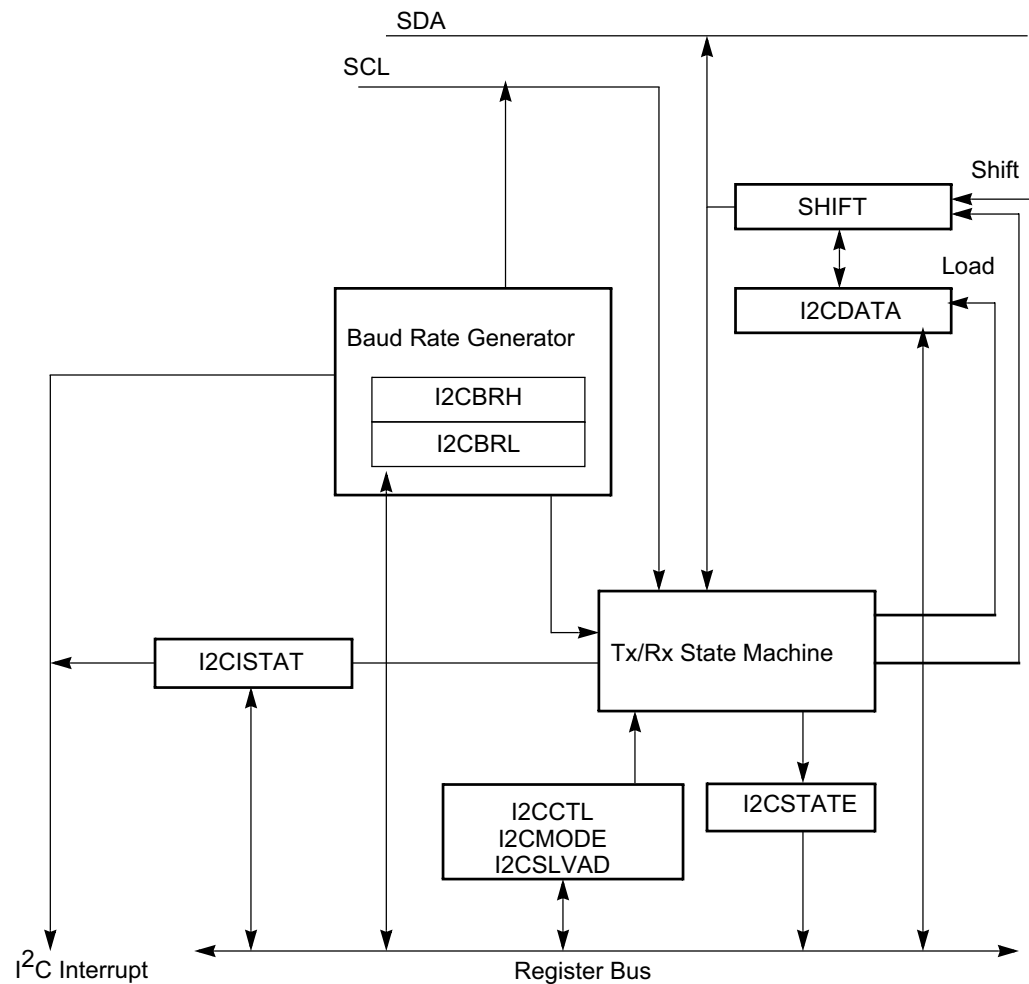 SDA
SCL
Shift
SHIFT
Load
I2CDATA
Baud Rate Generator
I2CBRH
I2CBRL
I2CISTAT
Tx/Rx State Machine
I2CCTL
I2CMODE
I2CSLVAD
I2CSTATE
I²C Interrupt
Register Bus